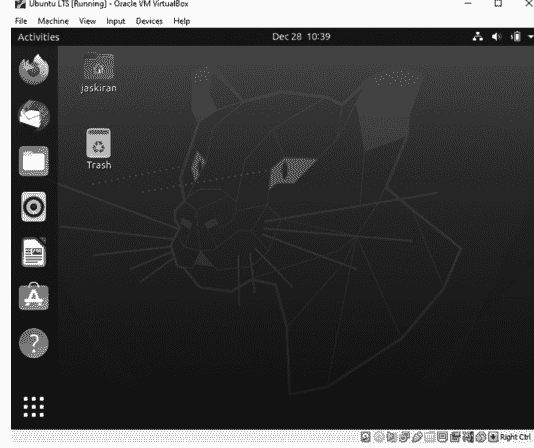 Ubuntu LTS [Running] - Oracle VM VirtualBox
File Machine View Input Devices Help
Activities Dec 28 10:39
jaskiran
Trash
Right Ctrl